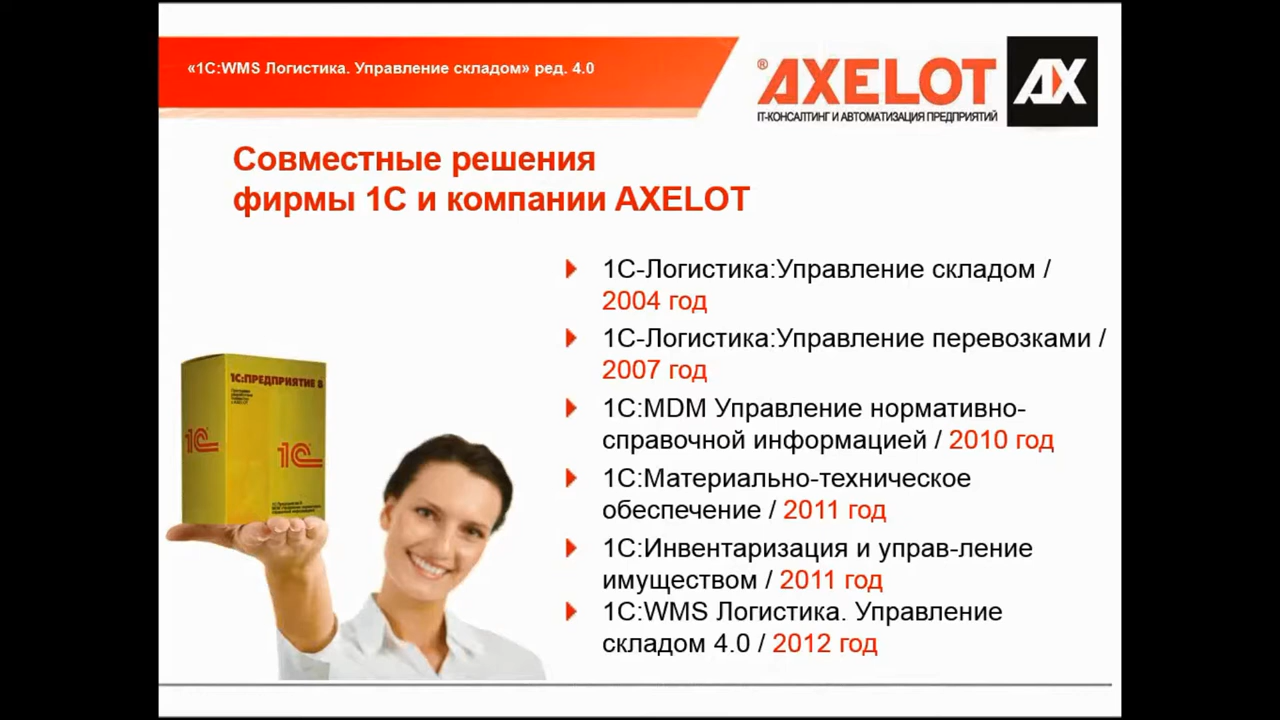 «1С:WMS Логистика. Управление складом» ред. 4.0
®AXELOT AX
IT-КОНСАЛТИНГ И АВТОМАТИЗАЦИЯ ПРЕДПРИЯТИЙ
Совместные решения
фирмы 1С и компании AXELOT
1С-Логистика:Управление складом /
2004 год
1С-Логистика:Управление перевозками /
2007 год
1С:MDM Управление нормативно-
справочной информацией / 2010 год
1С:Материально-техническое
обеспечение / 2011 год
1С:Инвентаризация и управ-ление
имуществом / 2011 год
1С:WMS Логистика. Управление
складом 4.0 / 2012 год
1С:ПРЕДПРИЯТИЕ 8
1С
1С